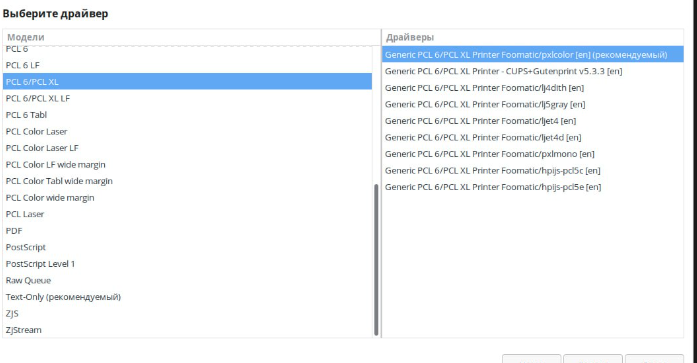 Выберите драйвер
Модели
PCL 6
PCL 6 LF
PCL 6/PCL XL
PCL 6/PCL XL LF
PCL 6 Tabl
PCL Color Laser
PCL Color Laser LF
PCL Color LF wide margin
PCL Color Tabl wide margin
PCL Color wide margin
PCL Laser
PDF
PostScript
PostScript Level 1
Raw Queue
Text-Only (рекомендуемый)
ZJS
ZjStream
Драйверы
Generic PCL 6/PCL XL Printer Foomatic/pxlcolor [en] (рекомендуемый)
Generic PCL 6/PCL XL Printer - CUPS+Gutenprint v5.3.3 [en]
Generic PCL 6/PCL XL Printer Foomatic/lj4dith [en]
Generic PCL 6/PCL XL Printer Foomatic/lj5gray [en]
Generic PCL 6/PCL XL Printer Foomatic/ljet4 [en]
Generic PCL 6/PCL XL Printer Foomatic/ljet4d [en]
Generic PCL 6/PCL XL Printer Foomatic/pxlmono [en]
Generic PCL 6/PCL XL Printer Foomatic/hpijs-pcl5c [en]
Generic PCL 6/PCL XL Printer Foomatic/hpijs-pcl5e [en]